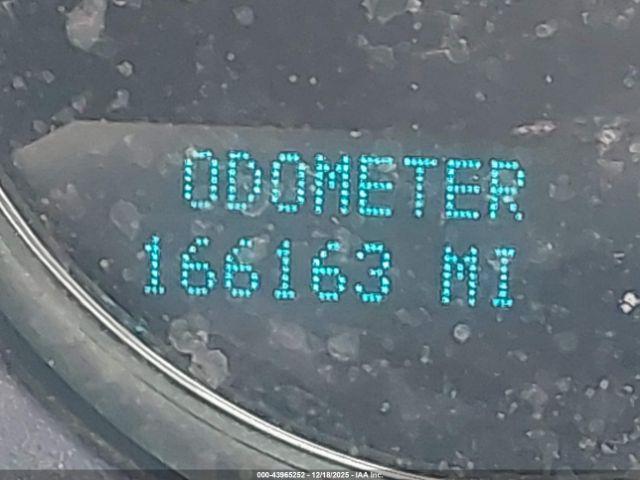 ODOMETER
166163 MI
000-43965252 - 12/18/2025 - IAA Inc.